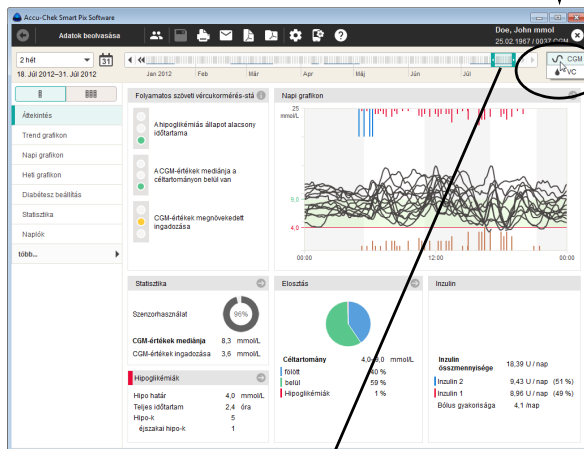 Accu-Chek Smart Pix Software
Adatok beolvasása
Doe, John mmol
25.02.1967 / 0037 CGM
2 hét
31
18. Júl 2012–31. Júl 2012
Jan 2012 Feb Már Apr Máj Jún Júl
CGM
VC
Áttekintés
Trend grafikon
Napi grafikon
Heti grafikon
Diabétesz beállítás
Statisztika
Naplók
több...
Folyamatos szöveti vércukormérés-stá
A hipoglikémiás állapot alacsony
időtartama
A CGM-értékek mediánja a
céltartományon belül van
CGM-értékek megnövekedett
ingadozása
Napi grafikon
25
mmol/L
9,0
4,0
00:00 12:00 00:00
Statisztika
Szenzorhasználat 96%
CGM-értékek mediánja 8,3 mmol/L
CGM-értékek ingadozása 3,6 mmol/L
Hipoglikémiák
Hipo határ 4,0 mmol/L
Teljes időtartam 2,4 óra
Hipo-k 5
éjszakai hipo-k 1
Elosztás
Céltartomány 4,0–9,0 mmol/L
fölött 40 %
belül 59 %
Hipoglikémiák 1 %
Inzulin
Inzulin
összmennyisége 18,39 U / nap
Inzulin 2 9,43 U / nap (51 %)
Inzulin 1 8,96 U / nap (49 %)
Bólus gyakorisága 4,1 /nap